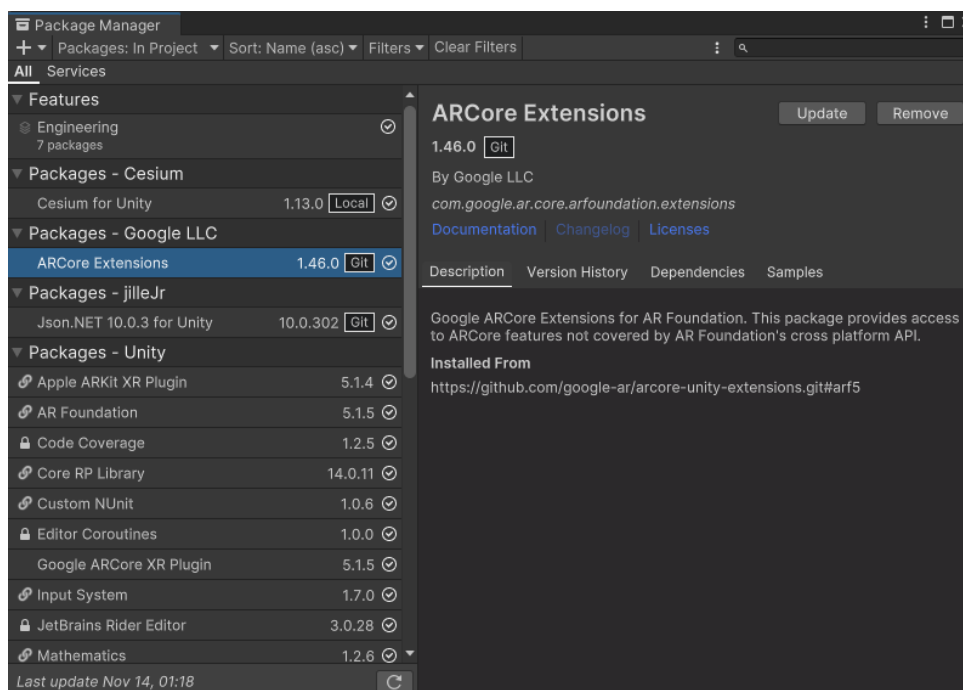 Package Manager
Packages: In Project Sort: Name (asc) Filters Clear Filters
All Services
Features
Engineering
7 packages
Packages - Cesium
Cesium for Unity 1.13.0 Local
Packages - Google LLC
ARCore Extensions 1.46.0 Git
Packages - jilleJr
Json.NET 10.0.3 for Unity 10.0.302 Git
Packages - Unity
Apple ARKit XR Plugin 5.1.4
AR Foundation 5.1.5
Code Coverage 1.2.5
Core RP Library 14.0.11
Custom NUnit 1.0.6
Editor Coroutines 1.0.0
Google ARCore XR Plugin 5.1.5
Input System 1.7.0
JetBrains Rider Editor 3.0.28
Mathematics 1.2.6
Last update Nov 14, 01:18
ARCore Extensions Update Remove
1.46.0 Git
By Google LLC
com.google.ar.core.arfoundation.extensions
Documentation Changelog Licenses
Description Version History Dependencies Samples
Google ARCore Extensions for AR Foundation. This package provides access
to ARCore features not covered by AR Foundation's cross platform API.
Installed From
https://github.com/google-ar/arcore-unity-extensions.git#arf5